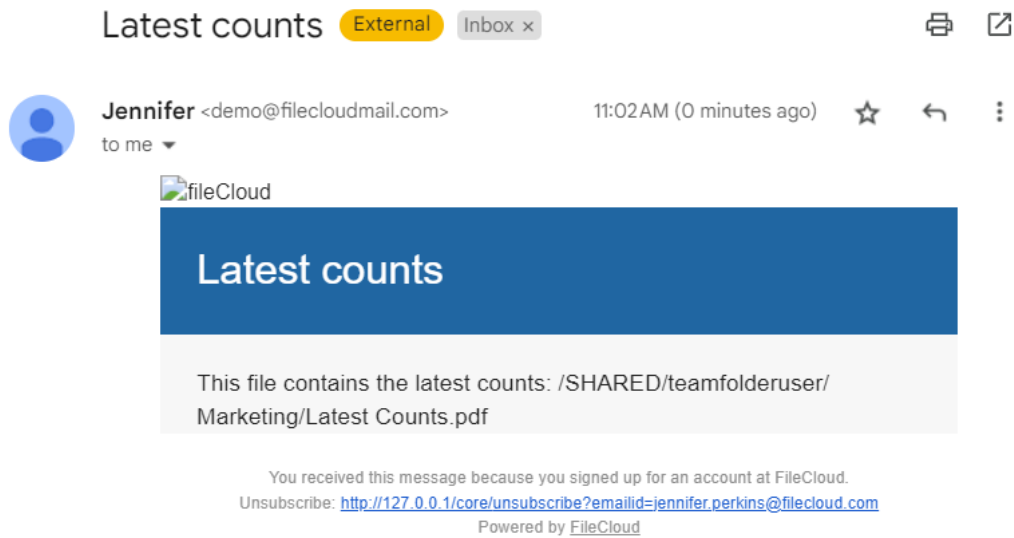 Latest counts External Inbox ×
Jennifer <demo@filecloudmail.com> 11:02AM (0 minutes ago)
to me
fileCloud
Latest counts
This file contains the latest counts: /SHARED/teamfolderuser/
Marketing/Latest Counts.pdf
You received this message because you signed up for an account at FileCloud.
Unsubscribe: http://127.0.0.1/core/unsubscribe?emailid=jennifer.perkins@filecloud.com
Powered by FileCloud